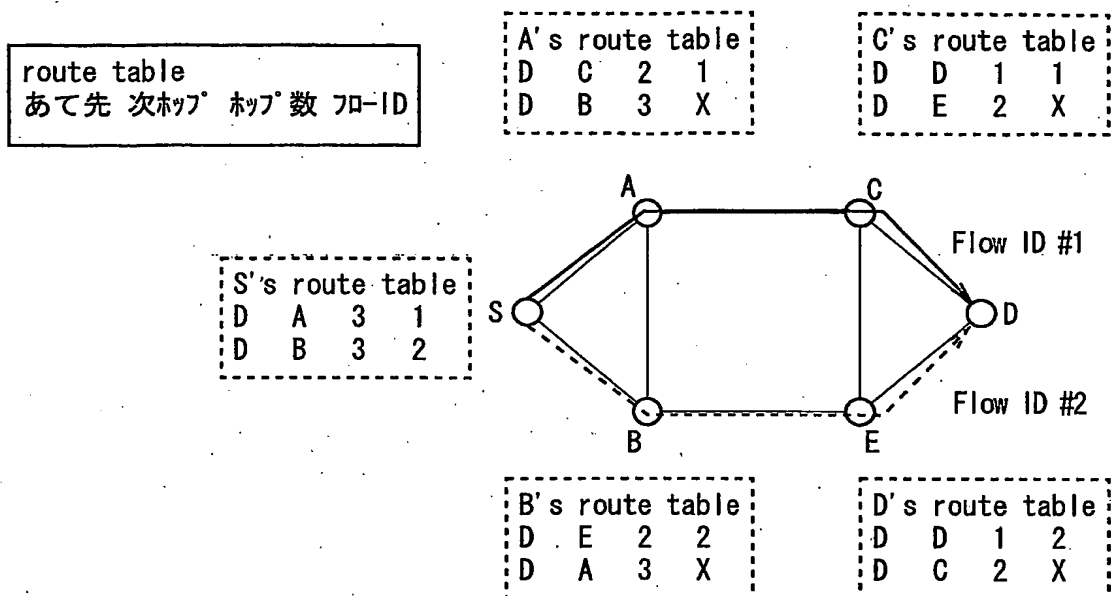 route table
あて先 次ホップ ホップ数 フローID
A's route table
D C 2 1
D B 3 X
C's route table
D D 1 1
D E 2 X
A
C
Flow ID #1
S's route table
D A 3 1
D B 3 2
S
D
Flow ID #2
B
E
B's route table
D E 2 2
D A 3 X
D's route table
D D 1 2
D C 2 X